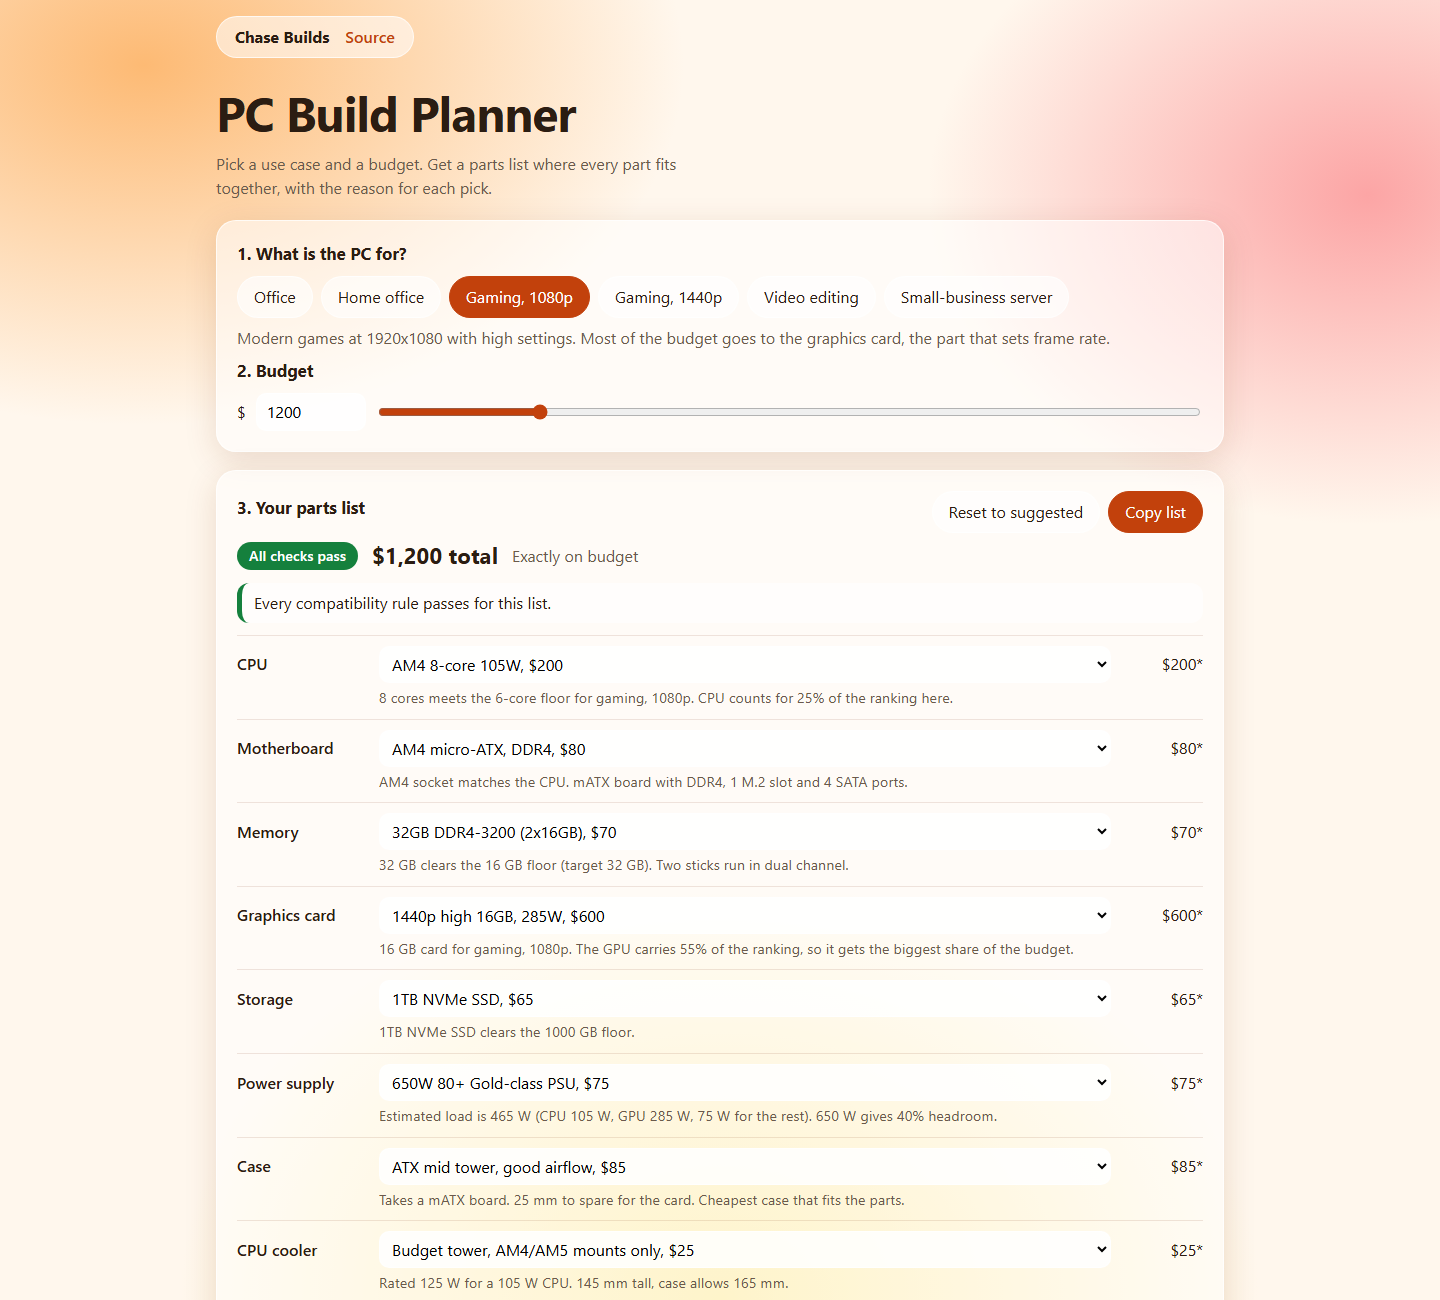 Chase Builds Source
PC Build Planner
Pick a use case and a budget. Get a parts list where every part fits
together, with the reason for each pick.
1. What is the PC for?
Office Home office Gaming, 1080p Gaming, 1440p Video editing Small-business server
Modern games at 1920x1080 with high settings. Most of the budget goes to the graphics card, the part that sets frame rate.
2. Budget
$ 1200
3. Your parts list Reset to suggested Copy list
All checks pass $1,200 total Exactly on budget
Every compatibility rule passes for this list.
CPU AM4 8-core 105W, $200 $200*
8 cores meets the 6-core floor for gaming, 1080p. CPU counts for 25% of the ranking here.
Motherboard AM4 micro-ATX, DDR4, $80 $80*
AM4 socket matches the CPU. mATX board with DDR4, 1 M.2 slot and 4 SATA ports.
Memory 32GB DDR4-3200 (2x16GB), $70 $70*
32 GB clears the 16 GB floor (target 32 GB). Two sticks run in dual channel.
Graphics card 1440p high 16GB, 285W, $600 $600*
16 GB card for gaming, 1080p. The GPU carries 55% of the ranking, so it gets the biggest share of the budget.
Storage 1TB NVMe SSD, $65 $65*
1TB NVMe SSD clears the 1000 GB floor.
Power supply 650W 80+ Gold-class PSU, $75 $75*
Estimated load is 465 W (CPU 105 W, GPU 285 W, 75 W for the rest). 650 W gives 40% headroom.
Case ATX mid tower, good airflow, $85 $85*
Takes a mATX board. 25 mm to spare for the card. Cheapest case that fits the parts.
CPU cooler Budget tower, AM4/AM5 mounts only, $25 $25*
Rated 125 W for a 105 W CPU. 145 mm tall, case allows 165 mm.